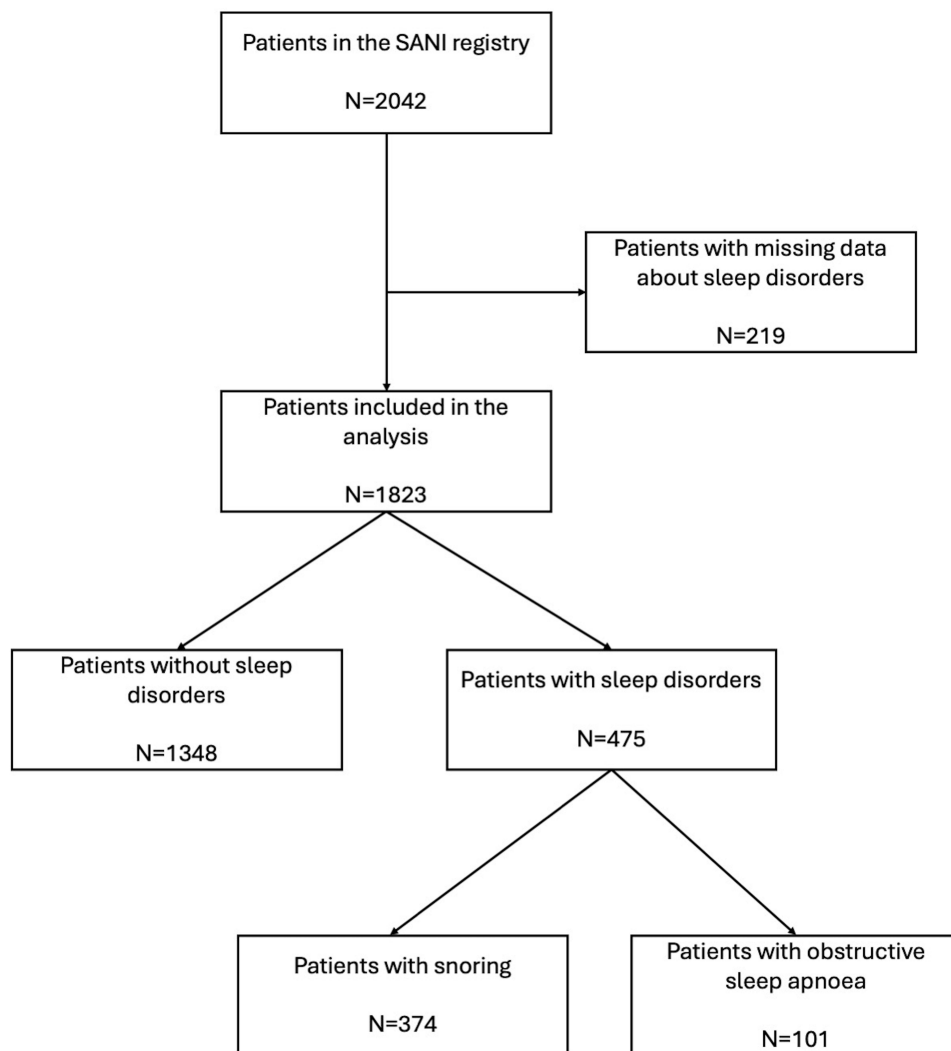 Patients in the SANI registry
N=2042
Patients with missing data
about sleep disorders
N=219
Patients included in the
analysis
N=1823
Patients without sleep
disorders
N=1348
Patients with sleep disorders
N=475
Patients with snoring
N=374
Patients with obstructive
sleep apnoea
N=101